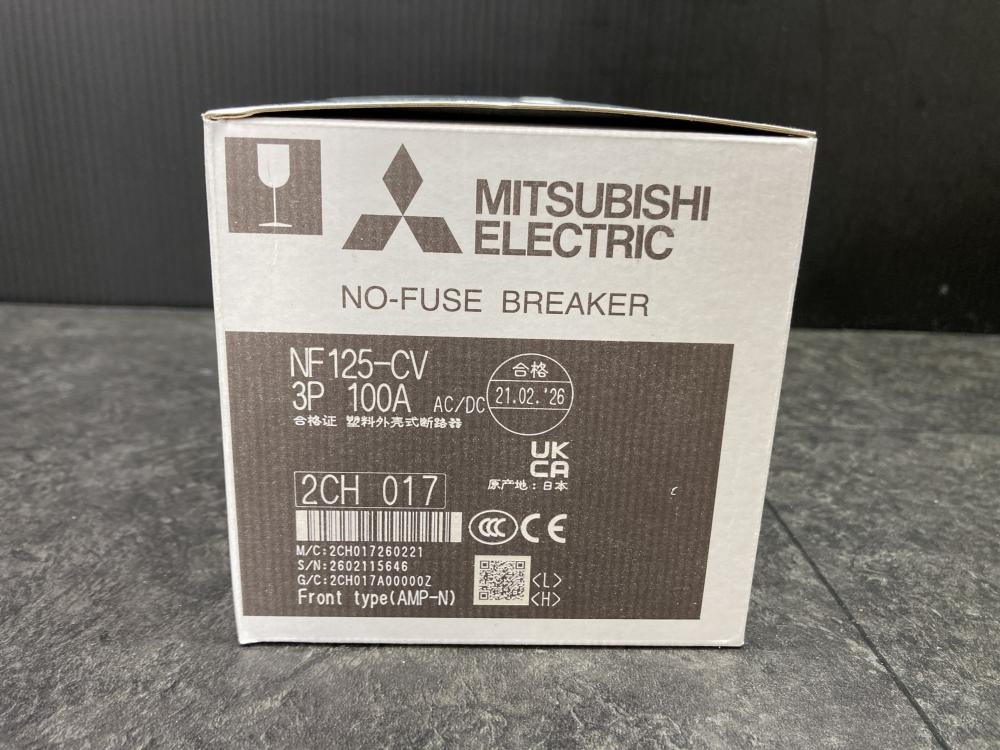 MITSUBISHI
ELECTRIC
NO-FUSE BREAKER
NF125-CV
3P 100A AC/DC
合格
21.02.'26
合格证 塑料外壳式断路器
UK
CA
原产地:日本
2CH 017
CCC CE
M/C:2CH017260221
S/N:2602115646
G/C:2CH017A00000Z
Front type(AMP-N)
<L>
<H>